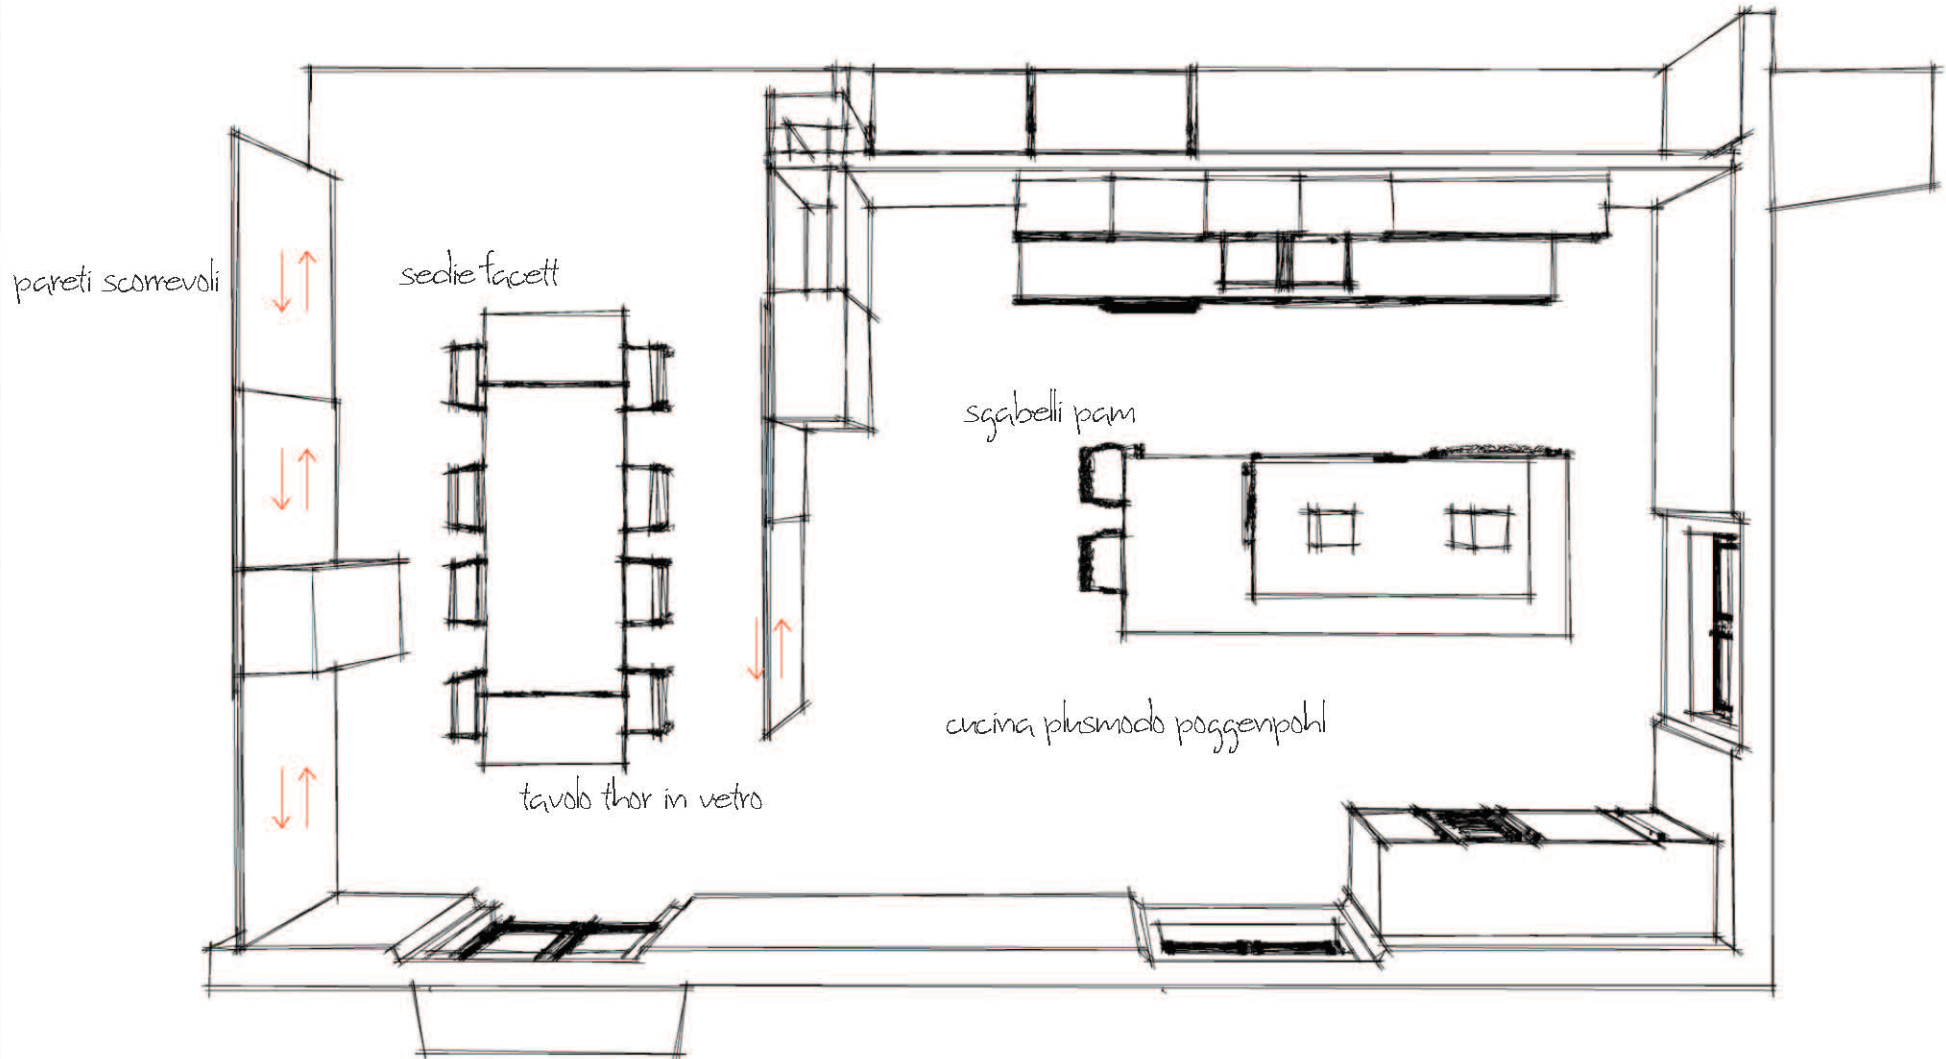 pareti scorrevoli
sedie facett
sgabelli pam
cucina plusmodo poggenpohl
tavolo thor in vetro